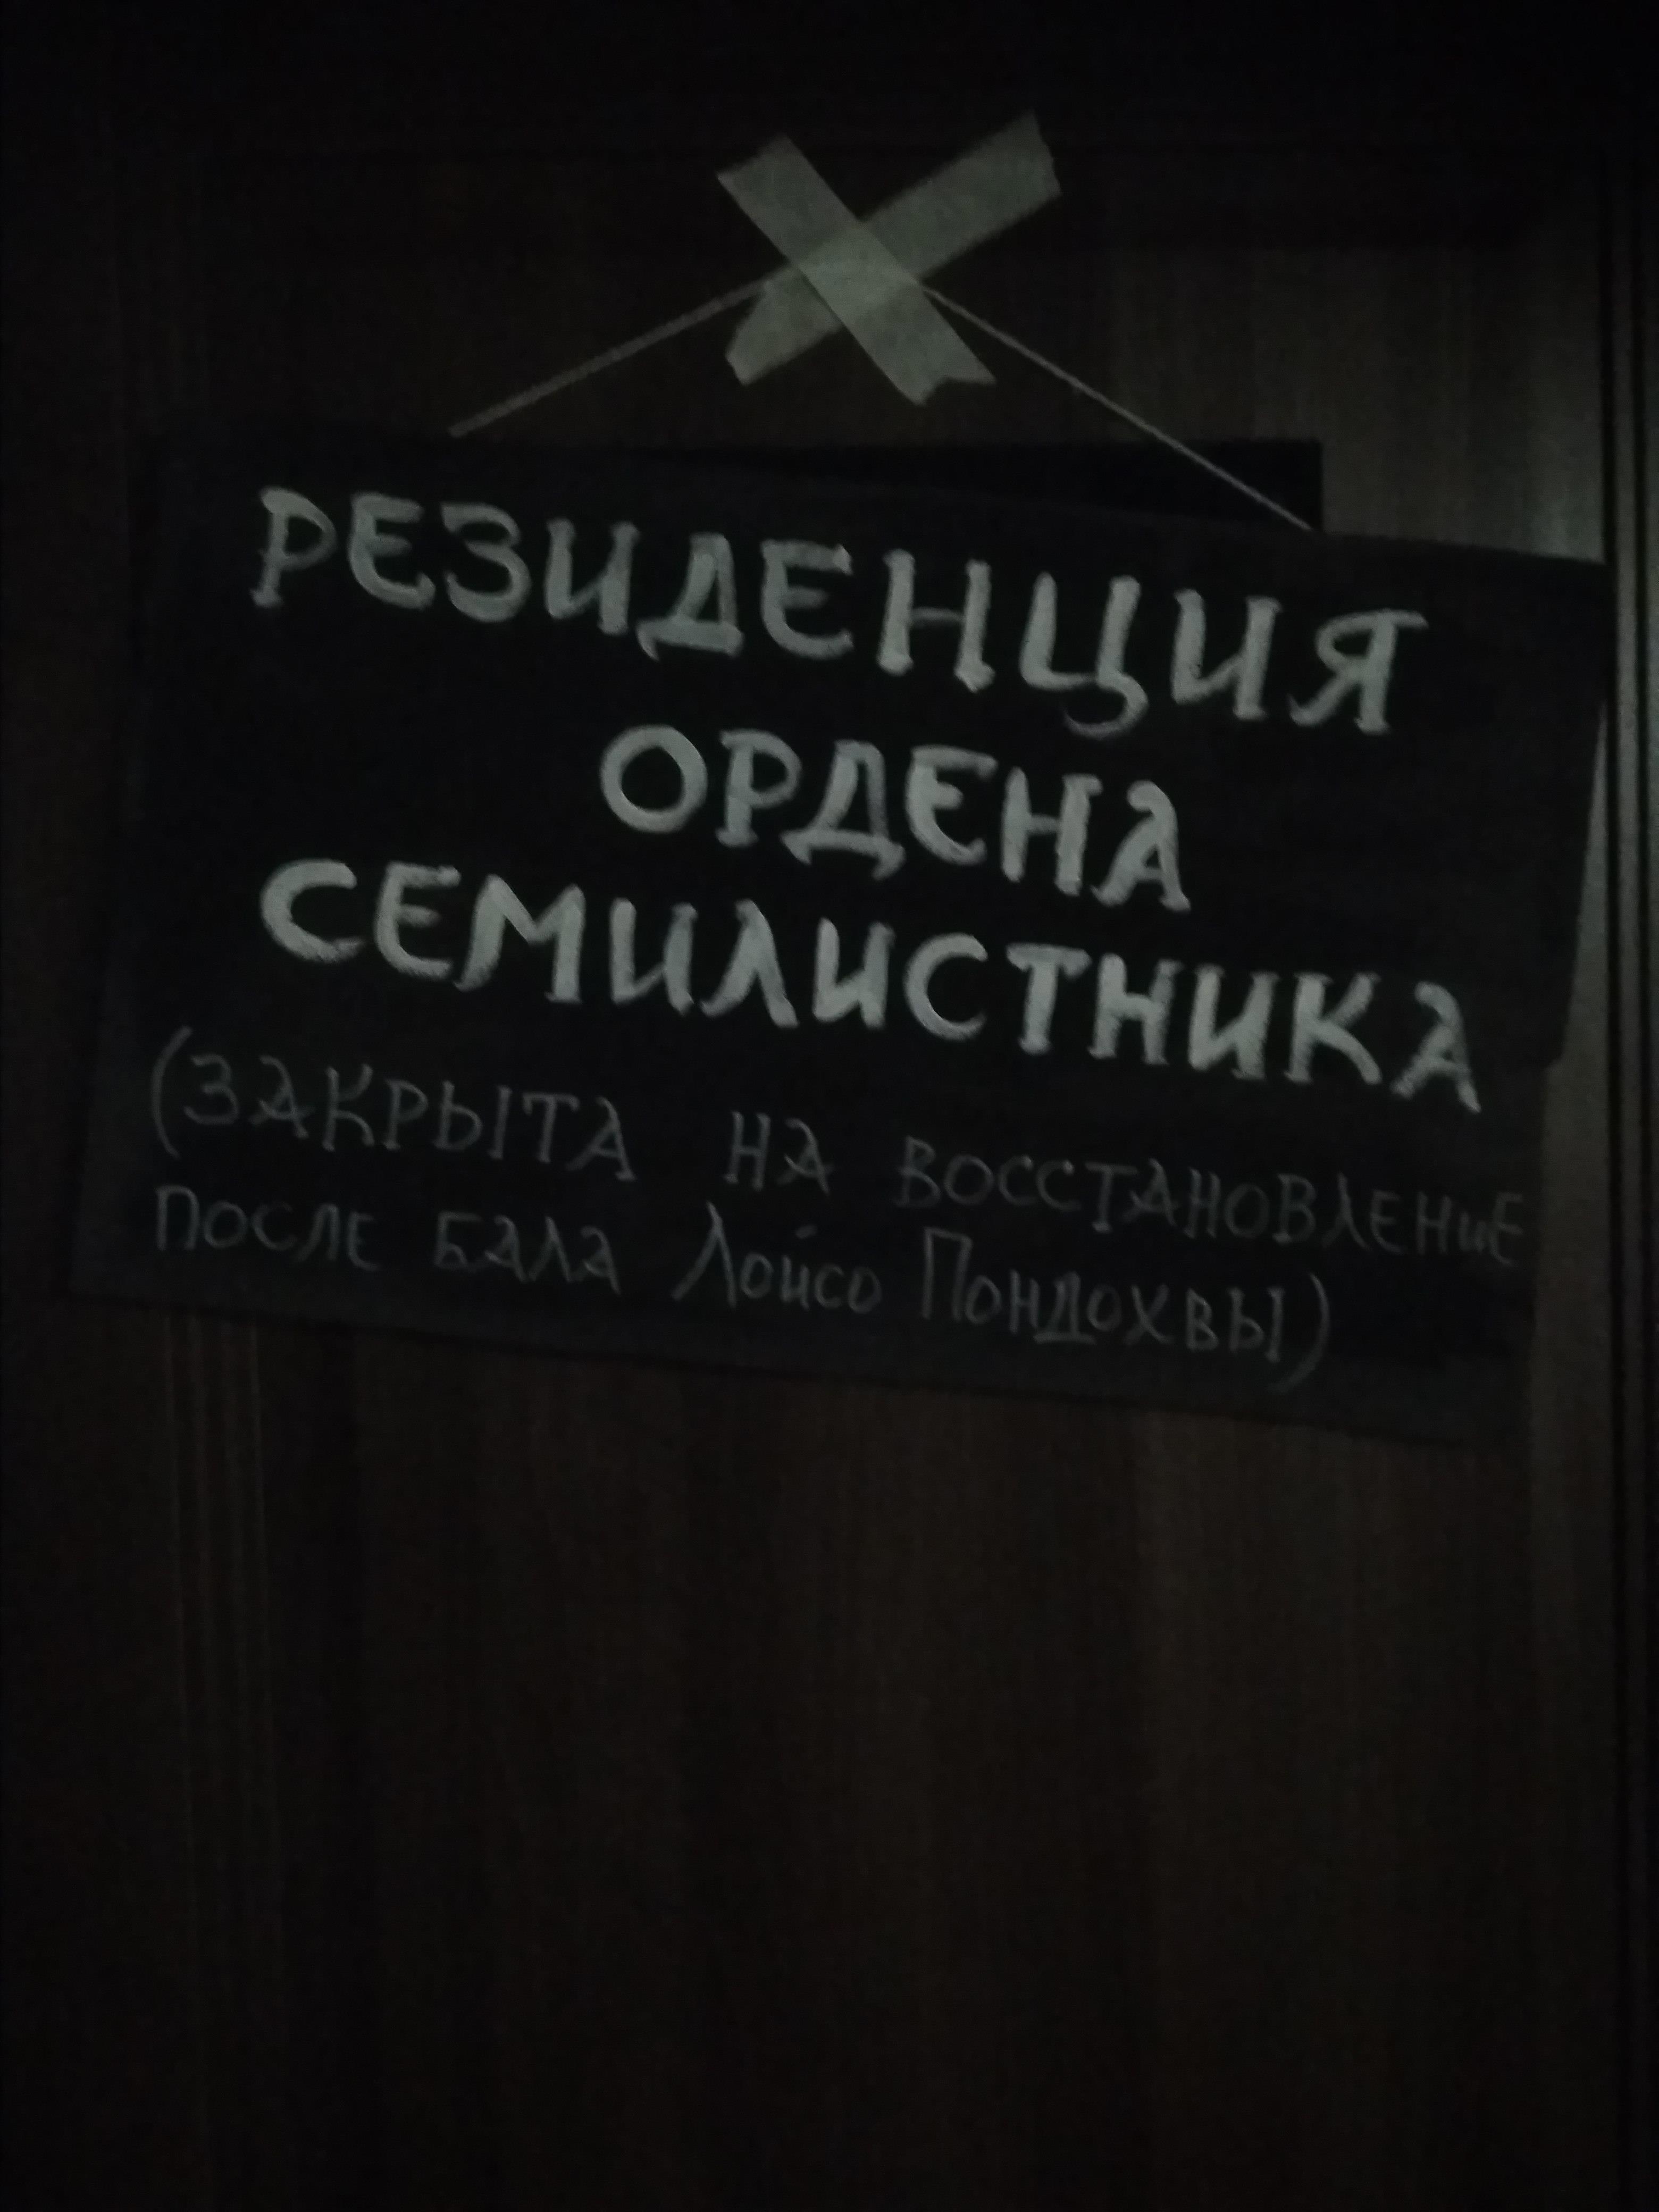 РЕЗИДЕНЦИЯ
ОРДЕНА
СЕМИЛИСТНИКА
(ЗАКРЫТА НА ВОССТАНОВЛЕНИЕ
ПОСЛЕ БАЛА Лойсо Пондохвы)